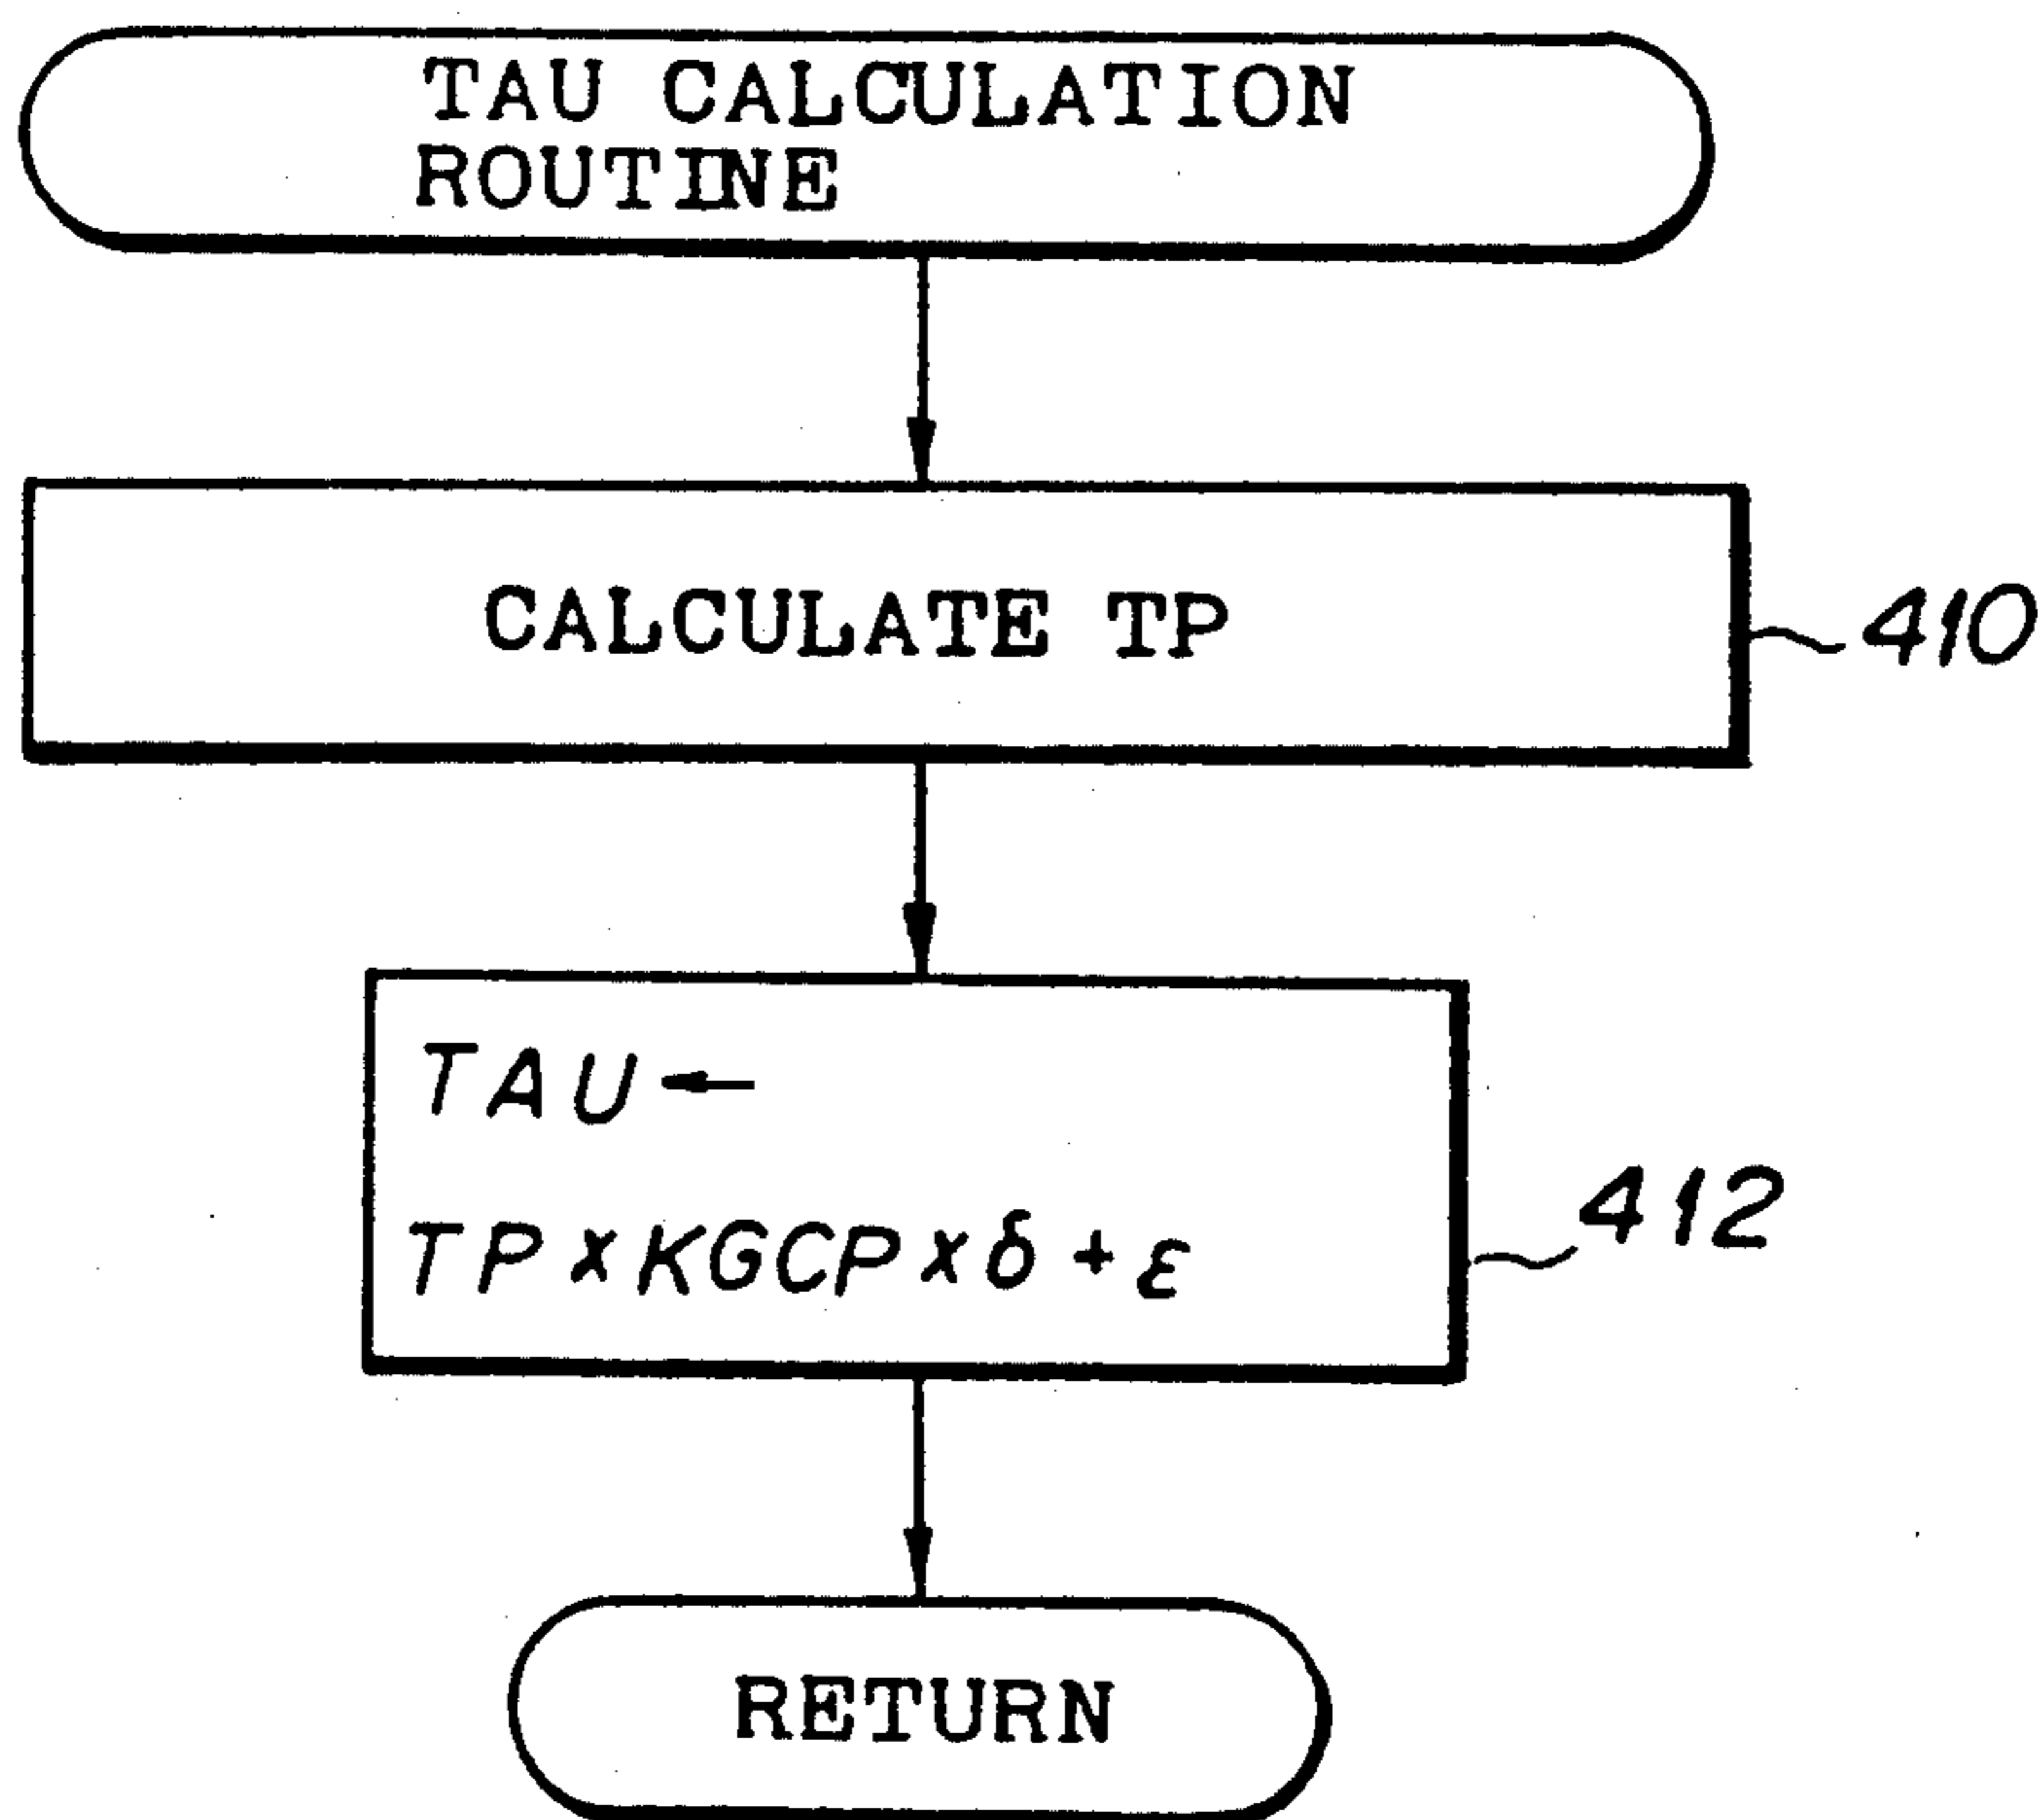 TAU CALCULATION
ROUTINE
CALCULATE TP
410
TAU←
TP×KGCP×δ+ε
412
RETURN